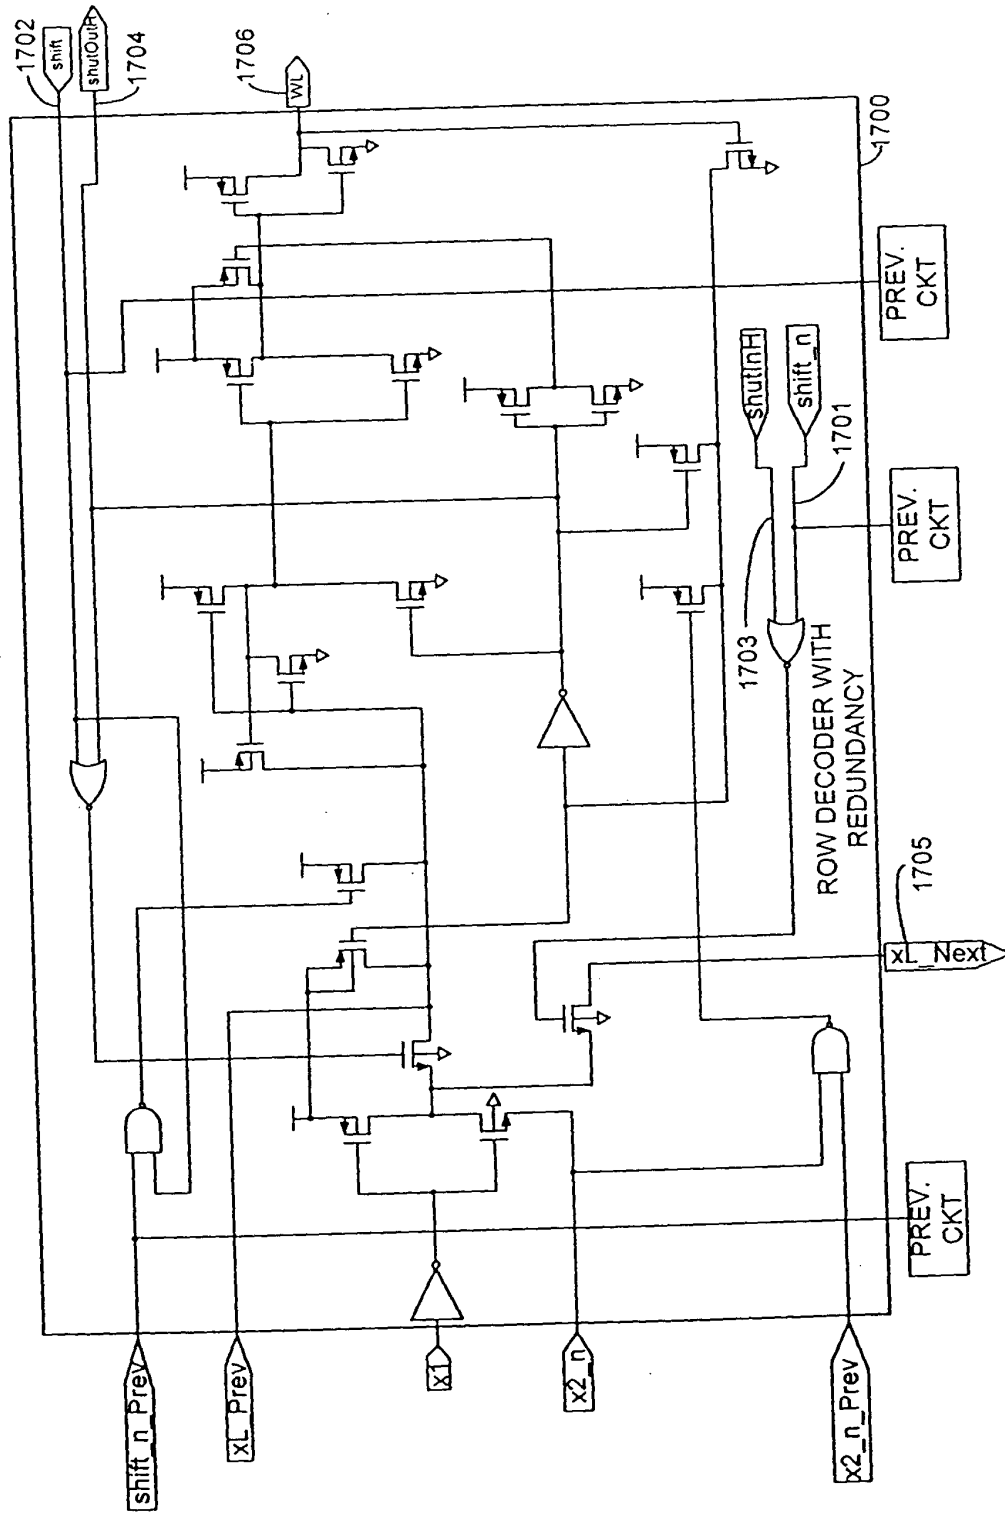 1702
shift
shutOutH
1704
1706
WL
1700
PREV.
CKT
shutInH
shift_n
1701
1703
PREV.
CKT
ROW DECODER WITH
REDUNDANCY
1705
xL_Next
PREV.
CKT
shift_n_Prev
xL_Prev
x1
x2_n
x2_n_Prev